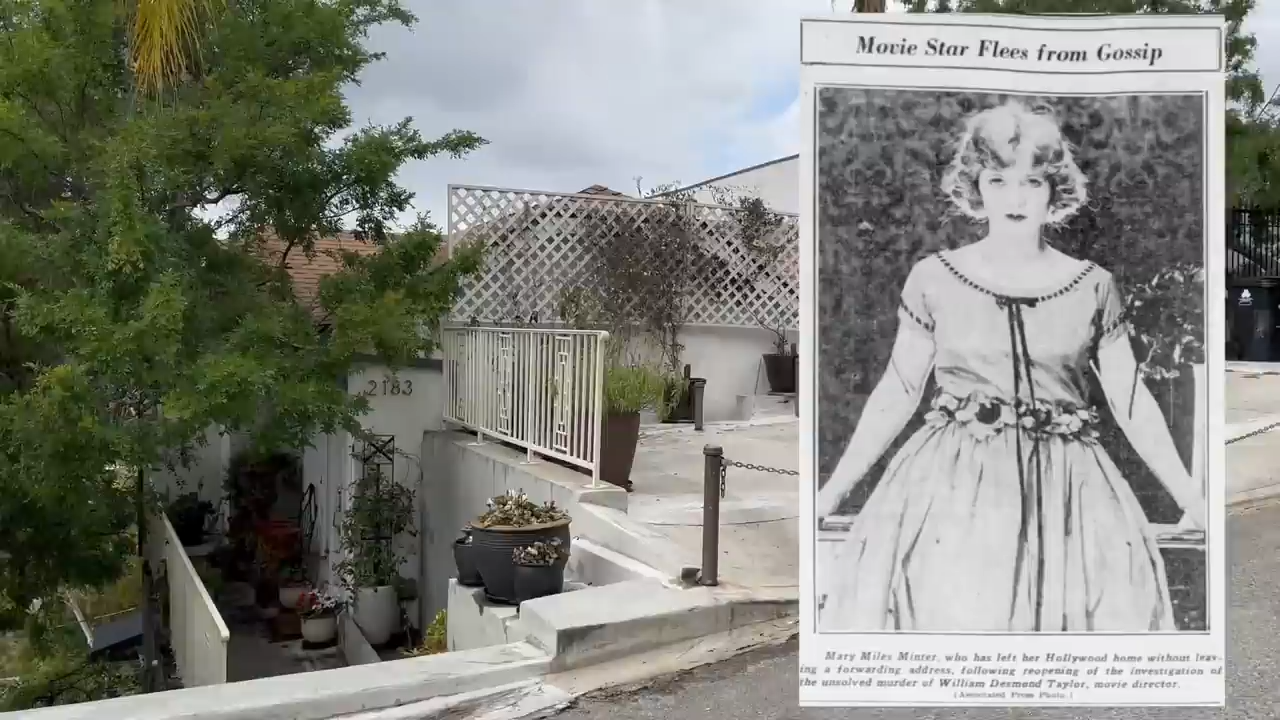 Movie Star Flees from Gossip
2183
Mary Miles Minter, who has left her Hollywood home without leav-
ing a forwarding address, following reopening of the investigation of
the unsolved murder of William Desmond Taylor, movie director.
(Associated Press Photo.)